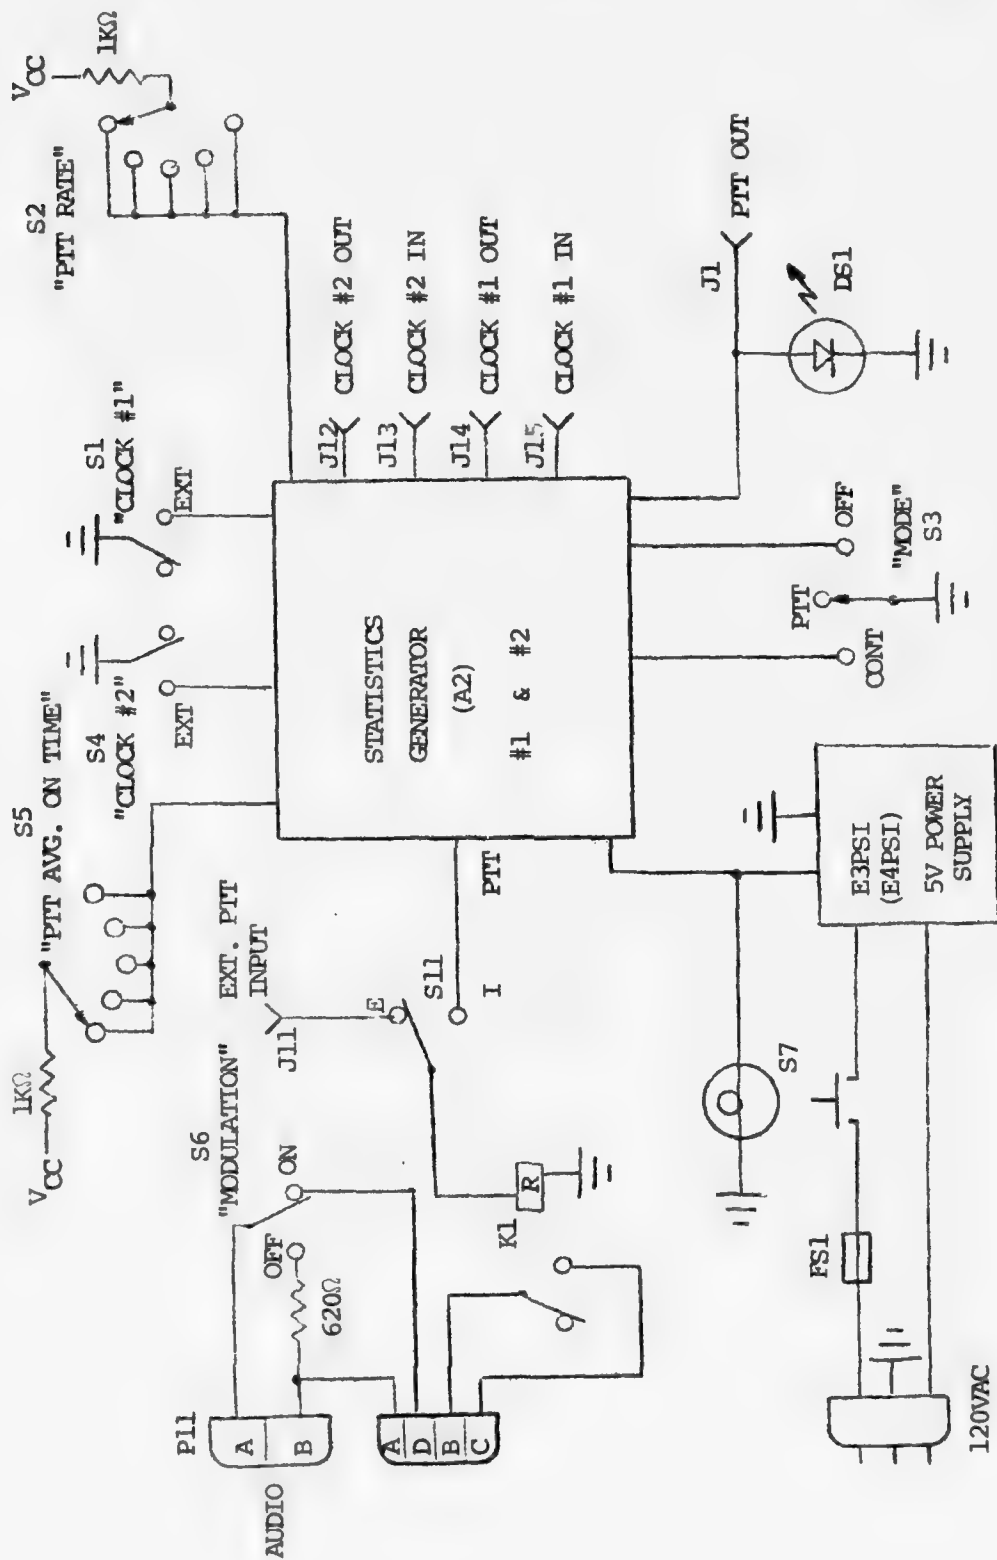 VCC
1KΩ
S5
"PTT AVG. ON TIME"
S4
"CLOCK #2"
EXT
S1
"CLOCK #1"
EXT
S2
"PTT RATE"
VCC
1KΩ
P11
AUDIO
A
B
OFF
620Ω
S6
"MODULATION"
ON
J11
EXT. PTT
INPUT
E
S11
I
PTT
A
D
B
C
K1
R
STATISTICS
GENERATOR
(A2)
#1 & #2
J12 CLOCK #2 OUT
J13 CLOCK #2 IN
J14 CLOCK #1 OUT
J15 CLOCK #1 IN
J1
PTT OUT
DS1
CONT
PTT
OFF
"MODE"
S3
120VAC
FS1
S7
E3PSI
(E4PSI)
5V POWER
SUPPLY